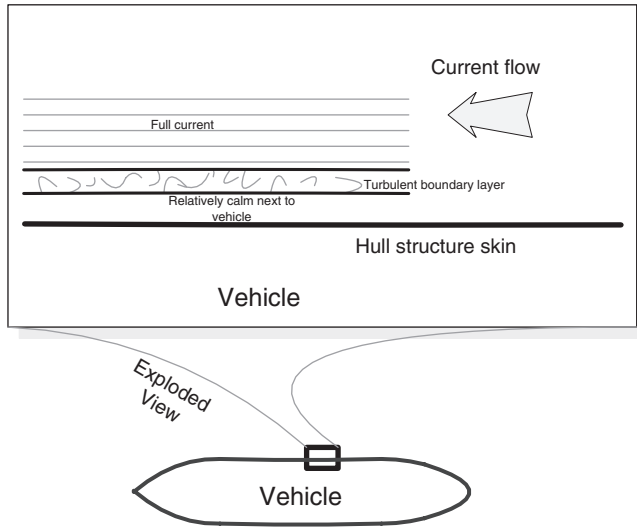 Current flow
Full current
Turbulent boundary layer
Relatively calm next to
vehicle
Hull structure skin
Vehicle
Exploded
View
Vehicle